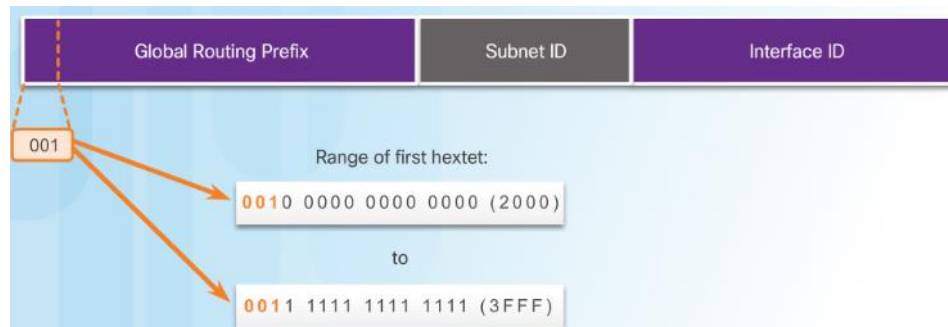 Global Routing Prefix Subnet ID Interface ID
001
Range of first hextet:
0010 0000 0000 0000 (2000)
to
0011 1111 1111 1111 (3FFF)